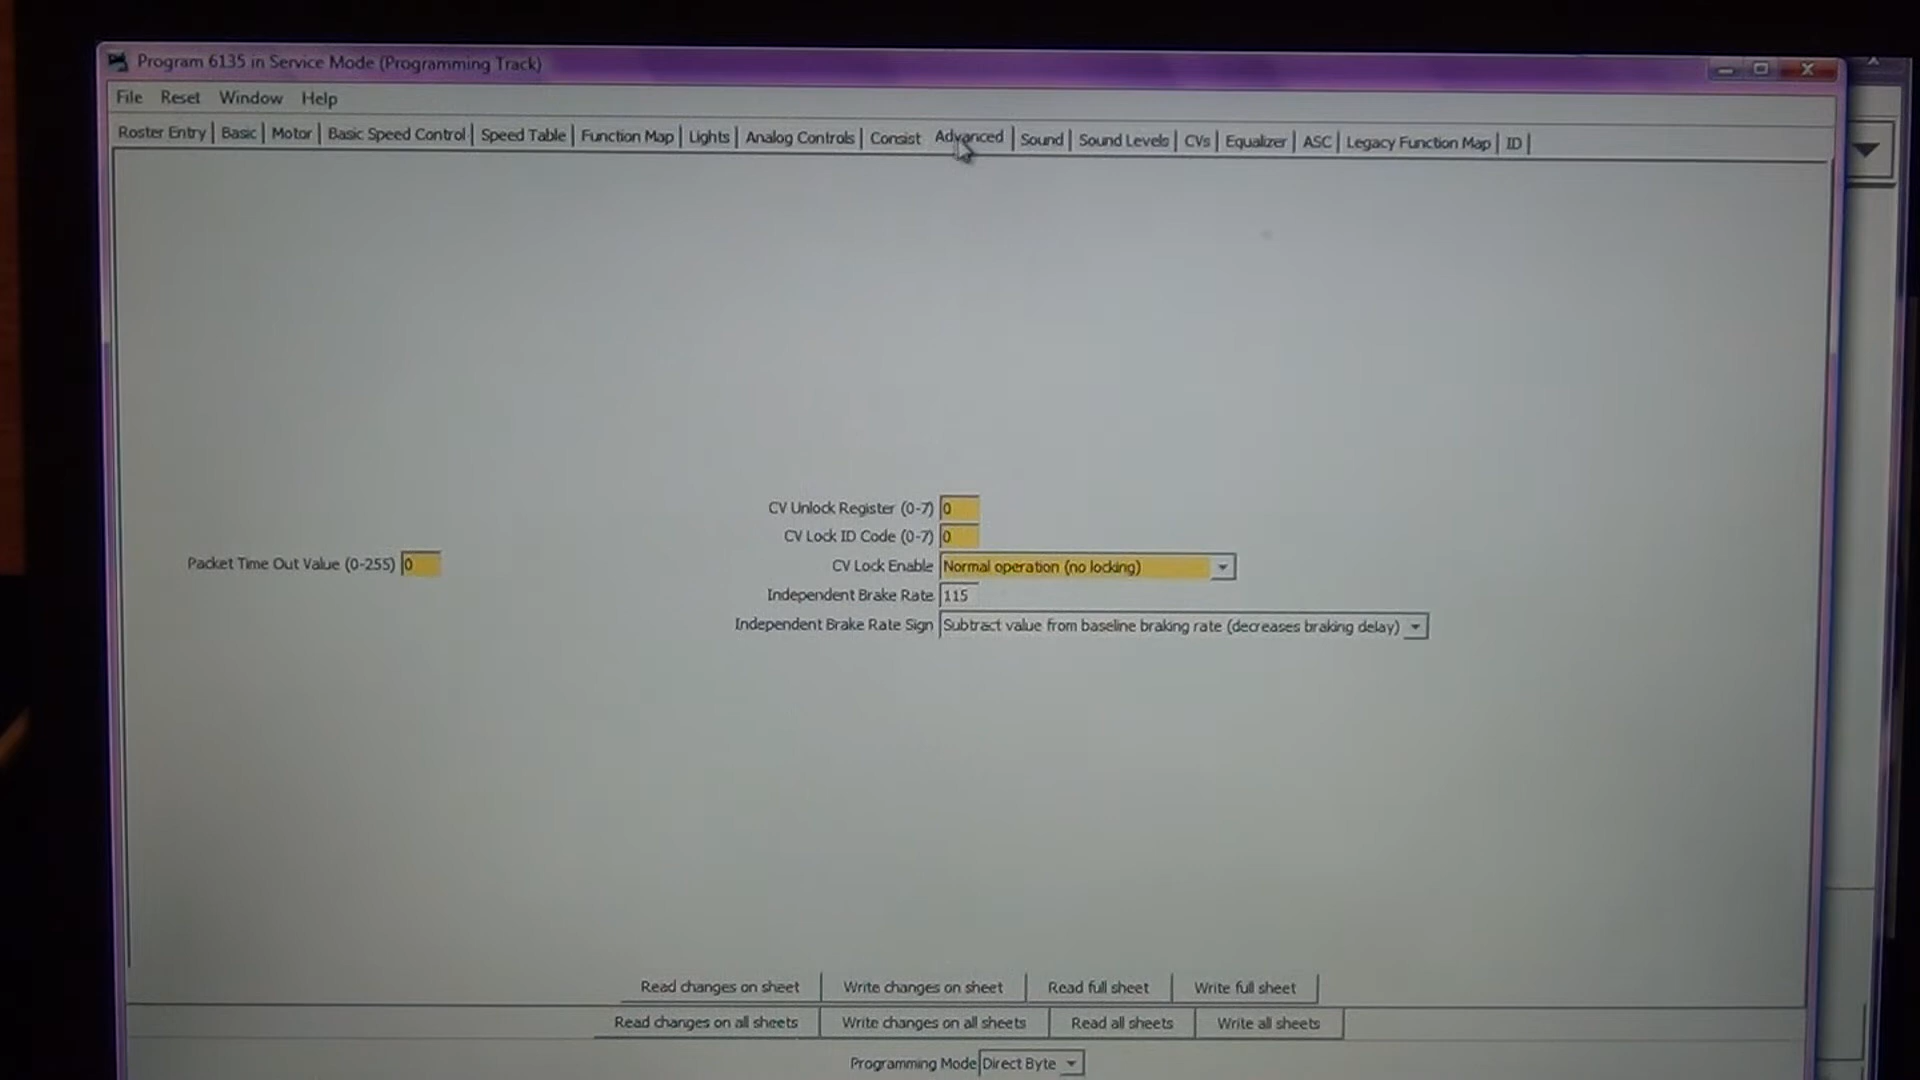 Program 6135 in Service Mode (Programming Track)
File Reset Window Help
Roster Entry Basic Motor Basic Speed Control Speed Table Function Map Lights Analog Controls Consist Advanced Sound Sound Levels CVs Equalizer ASC Legacy Function Map ID
CV Unlock Register (0-7) 0
CV Lock ID Code (0-7) 0
Packet Time Out Value (0-255) 0
CV Lock Enable Normal operation (no locking)
Independent Brake Rate 115
Independent Brake Rate Sign Subtract value from baseline braking rate (decreases braking delay)
Read changes on sheet Write changes on sheet Read full sheet Write full sheet
Read changes on all sheets Write changes on all sheets Read all sheets Write all sheets
Programming Mode Direct Byte